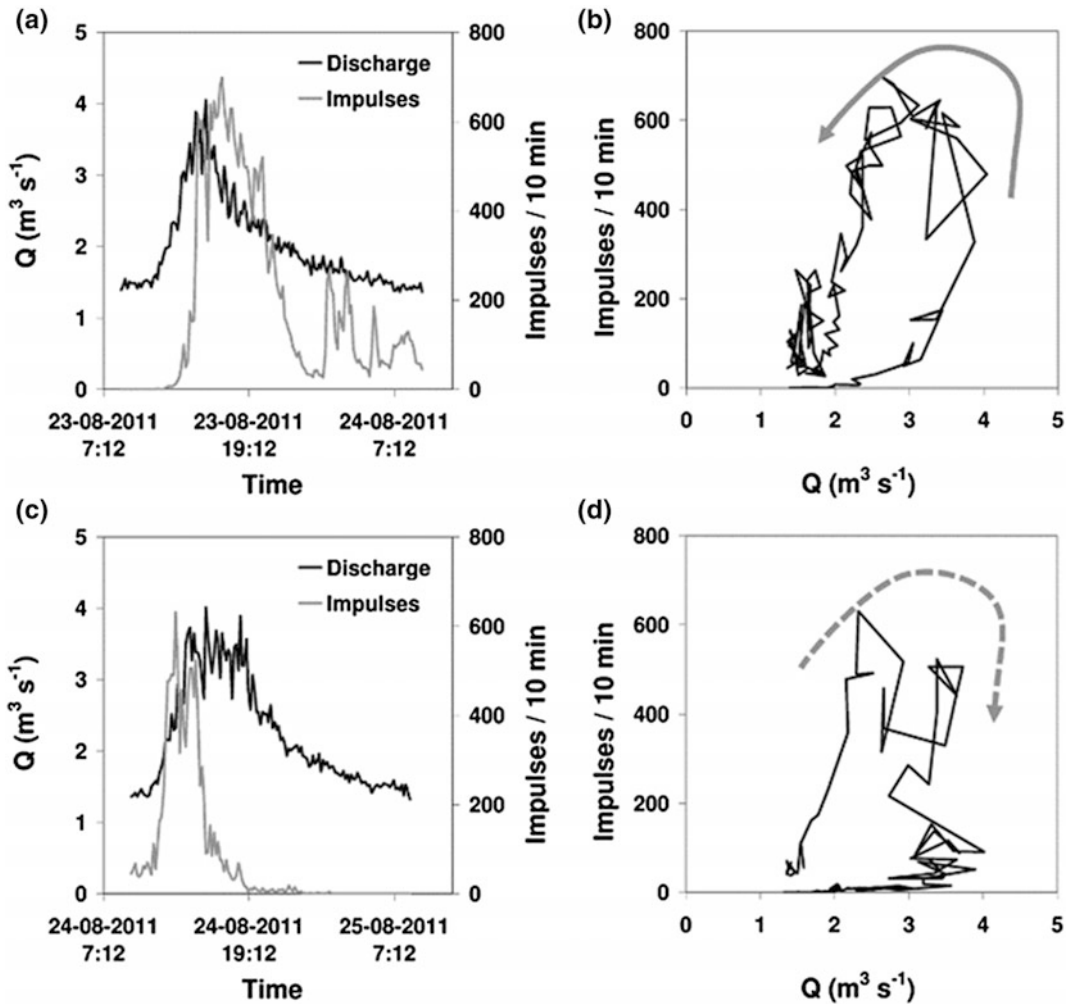 (a)
5
4
3
2
1
0
Q (m³ s⁻¹)
Discharge
Impulses
800
600
400
200
0
Impulses / 10 min
23-08-2011 23-08-2011 24-08-2011
7:12 19:12 7:12
Time
(b)
800
600
400
200
0
Impulses / 10 min
0 1 2 3 4 5
Q (m³ s⁻¹)
(c)
5
4
3
2
1
0
Q (m³ s⁻¹)
Discharge
Impulses
800
600
400
200
0
Impulses / 10 min
24-08-2011 24-08-2011 25-08-2011
7:12 19:12 7:12
Time
(d)
800
600
400
200
0
Impulses / 10 min
0 1 2 3 4 5
Q (m³ s⁻¹)